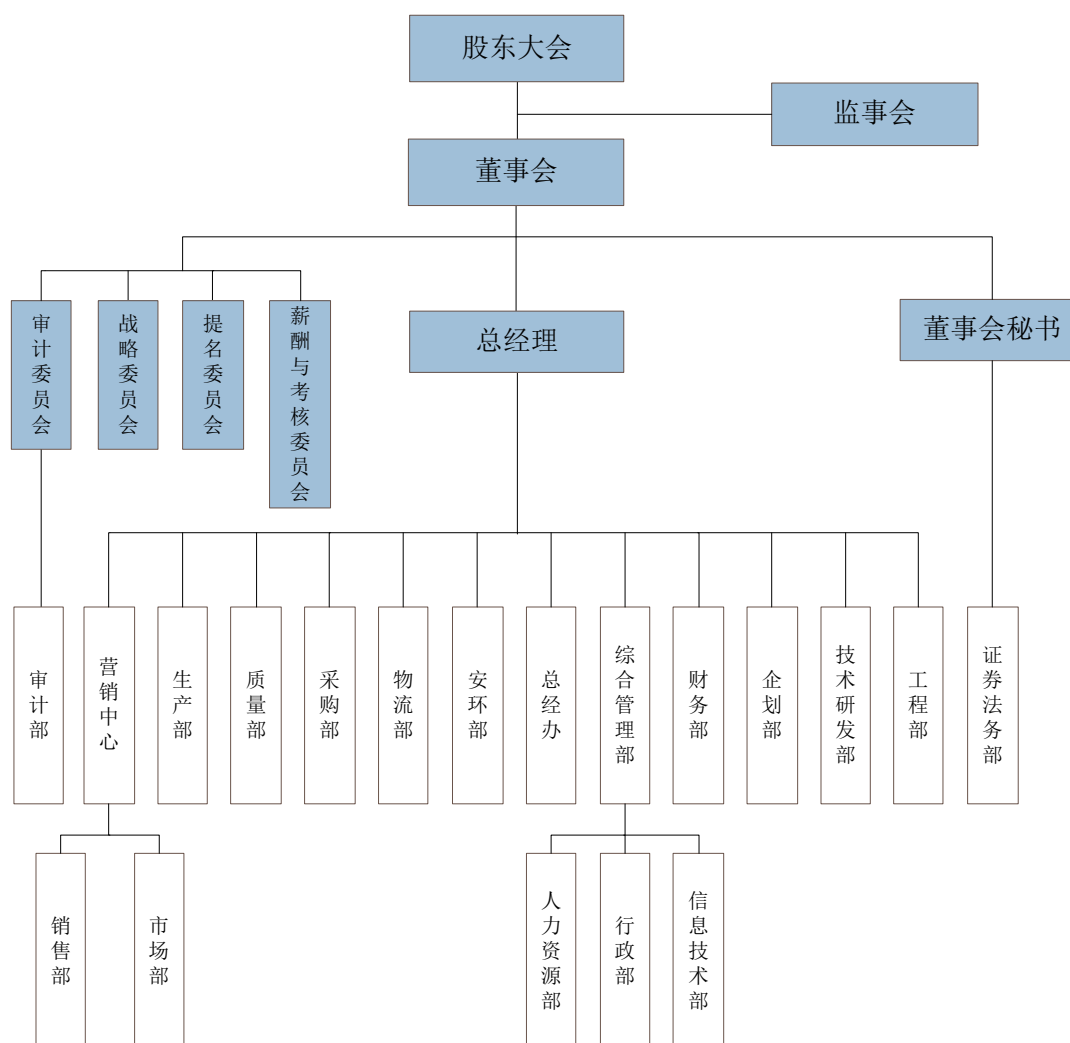 股东大会
监事会
董事会
审计委员会
战略委员会
提名委员会
薪酬与考核委员会
总经理
董事会秘书
审计部
营销中心
生产部
质量部
采购部
物流部
安环部
总经办
综合管理部
财务部
企划部
技术研发部
工程部
证券法务部
销售部
市场部
人力资源部
行政部
信息技术部